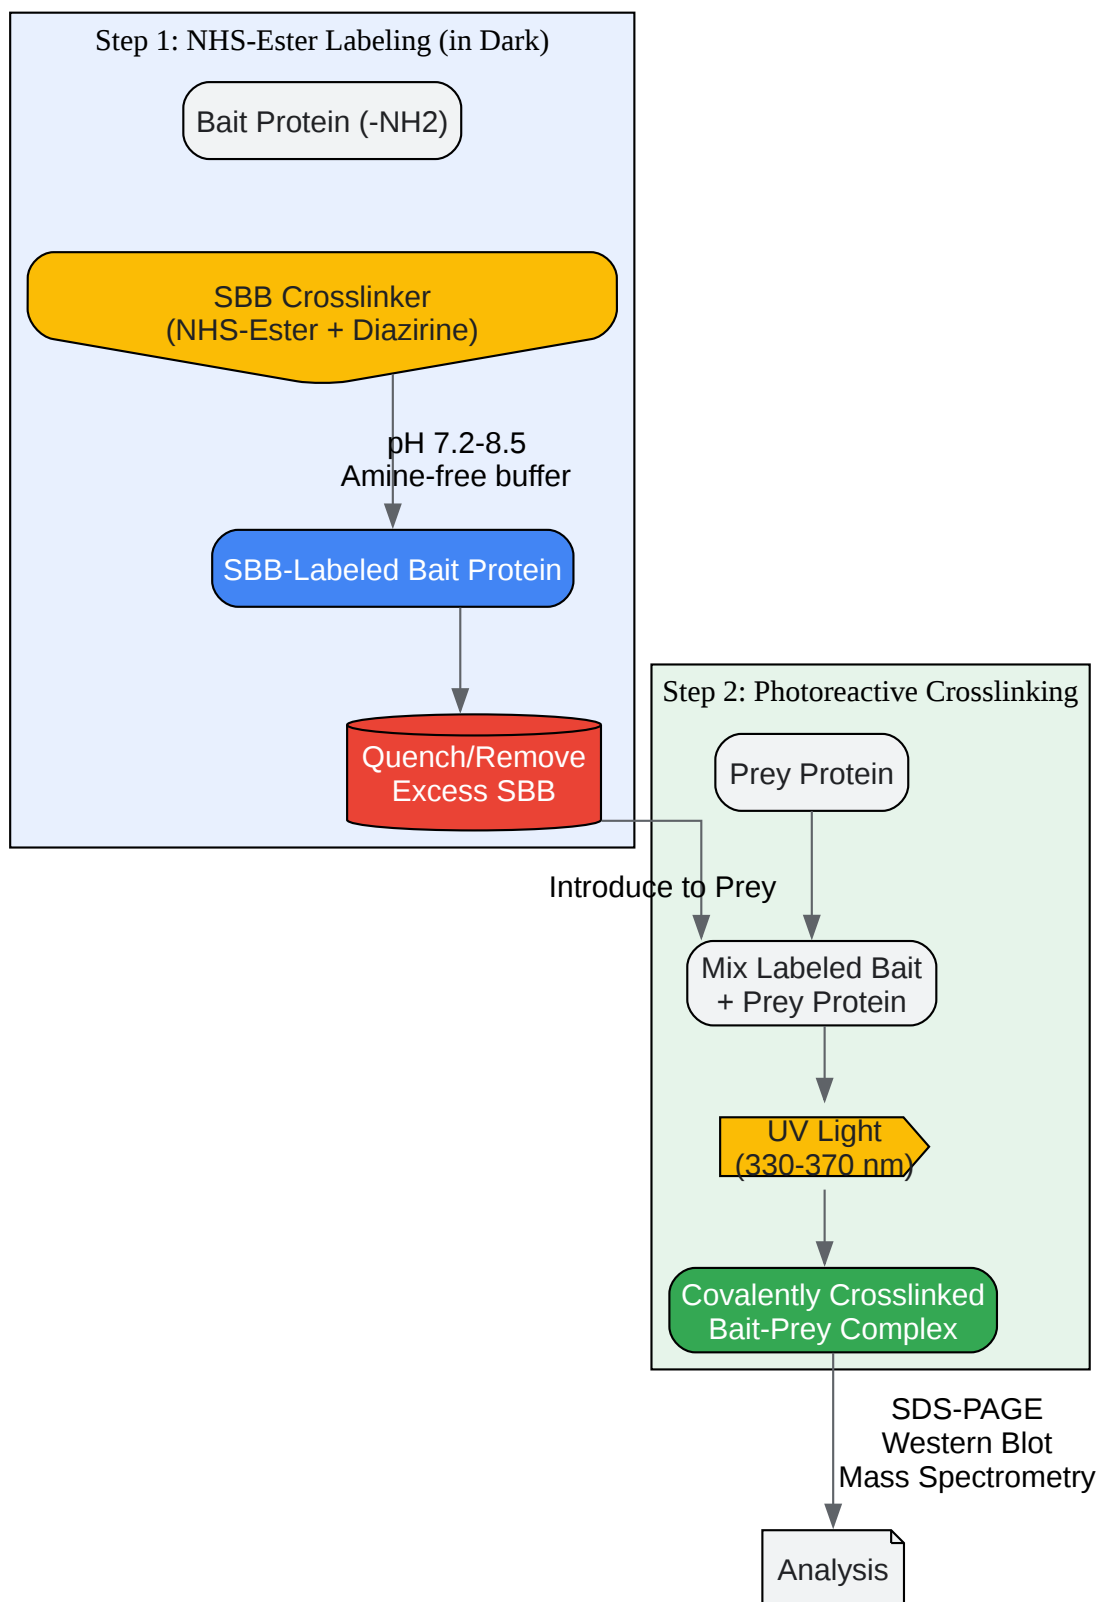 Step 1: NHS-Ester Labeling (in Dark)
Bait Protein (-NH2)
SBB Crosslinker
(NHS-Ester + Diazirine)
pH 7.2-8.5
Amine-free buffer
SBB-Labeled Bait Protein
Quench/Remove
Excess SBB
Step 2: Photoreactive Crosslinking
Prey Protein
Introduce to Prey
Mix Labeled Bait
+ Prey Protein
UV Light
(330-370 nm)
Covalently Crosslinked
Bait-Prey Complex
SDS-PAGE
Western Blot
Mass Spectrometry
Analysis